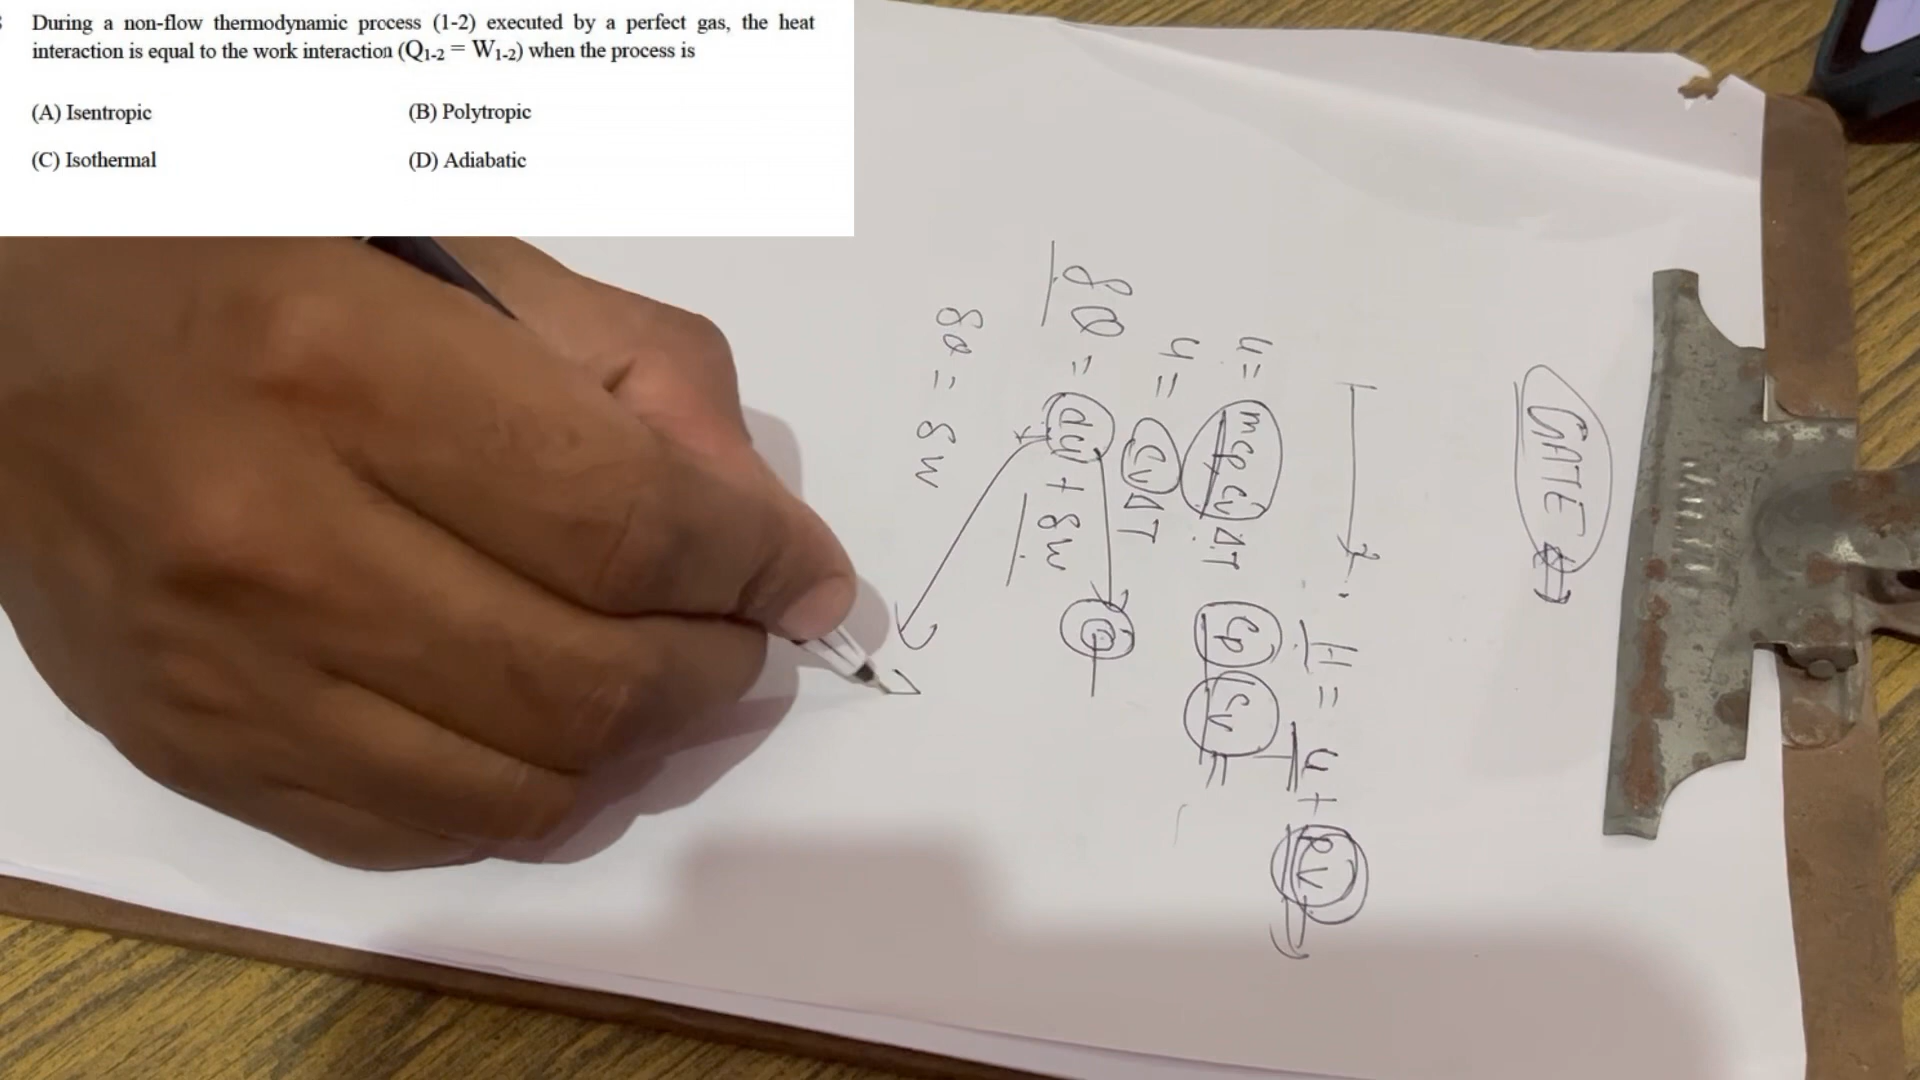 During a non-flow thermodynamic process (1-2) executed by a perfect gas, the heat
interaction is equal to the work interaction (Q1-2 = W1-2) when the process is
(A) Isentropic
(B) Polytropic
(C) Isothermal
(D) Adiabatic
GATE
H = u + PV
u = mcpcv ΔT
Cp Cv =
u = Cv ΔT
δQ = du + δW
δQ = δW